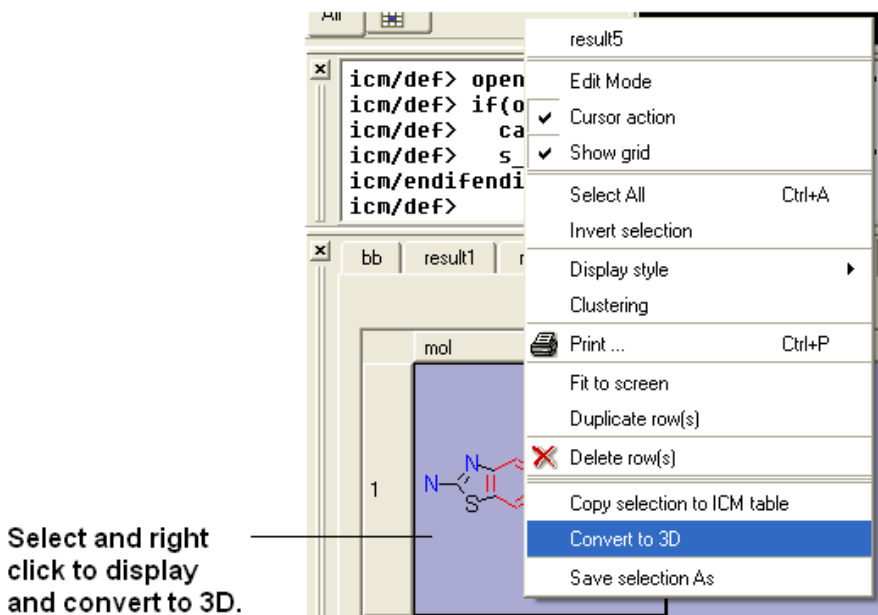 All
icm/def> open
icm/def> if(o
icm/def> ca
icm/def> s_
icm/endifendi
icm/def>
bb result1
mol
1
N N S
result5
Edit Mode
Cursor action
Show grid
Select All Ctrl+A
Invert selection
Display style
Clustering
Print ... Ctrl+P
Fit to screen
Duplicate row(s)
Delete row(s)
Copy selection to ICM table
Convert to 3D
Save selection As
Select and right
click to display
and convert to 3D.